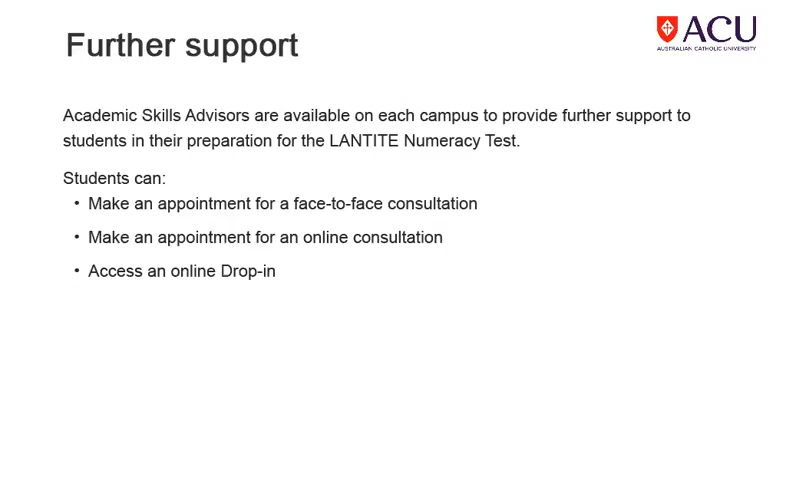 Further support
ACU
AUSTRALIAN CATHOLIC UNIVERSITY
Academic Skills Advisors are available on each campus to provide further support to
students in their preparation for the LANTITE Numeracy Test.
Students can:
• Make an appointment for a face-to-face consultation
• Make an appointment for an online consultation
• Access an online Drop-in